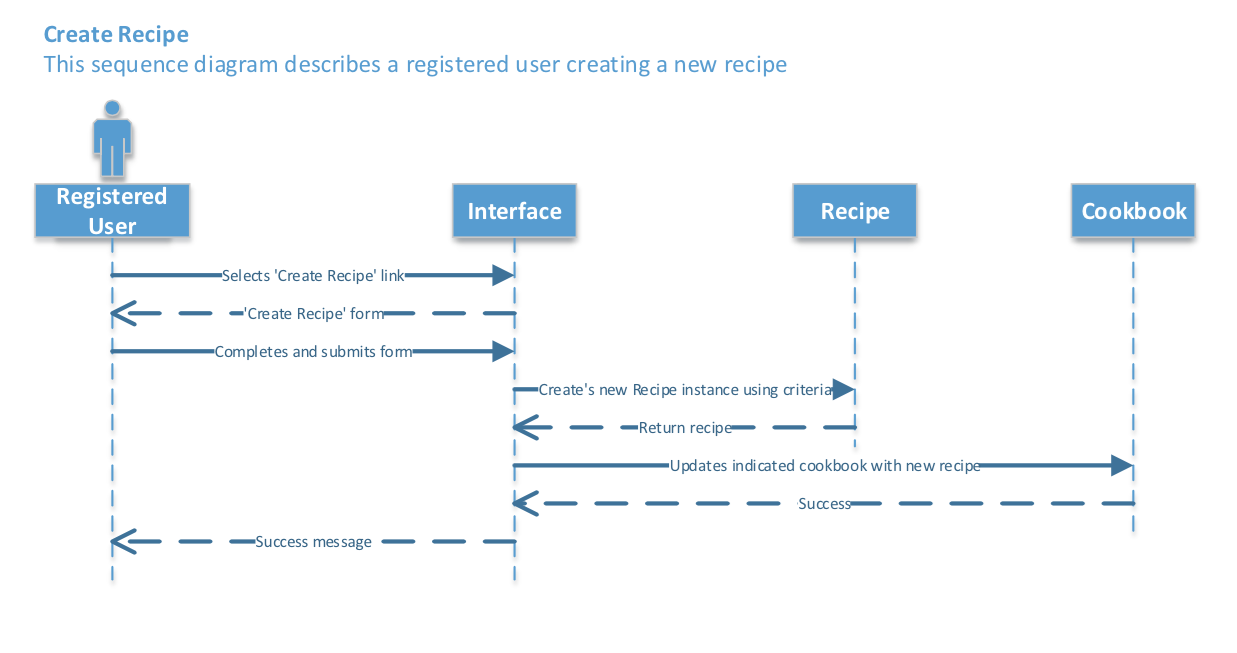 Create Recipe
This sequence diagram describes a registered user creating a new recipe
Registered
User
Interface
Recipe
Cookbook
Selects 'Create Recipe' link
'Create Recipe' form
Completes and submits form
Create's new Recipe instance using criteria
Return recipe
Updates indicated cookbook with new recipe
Success
Success message